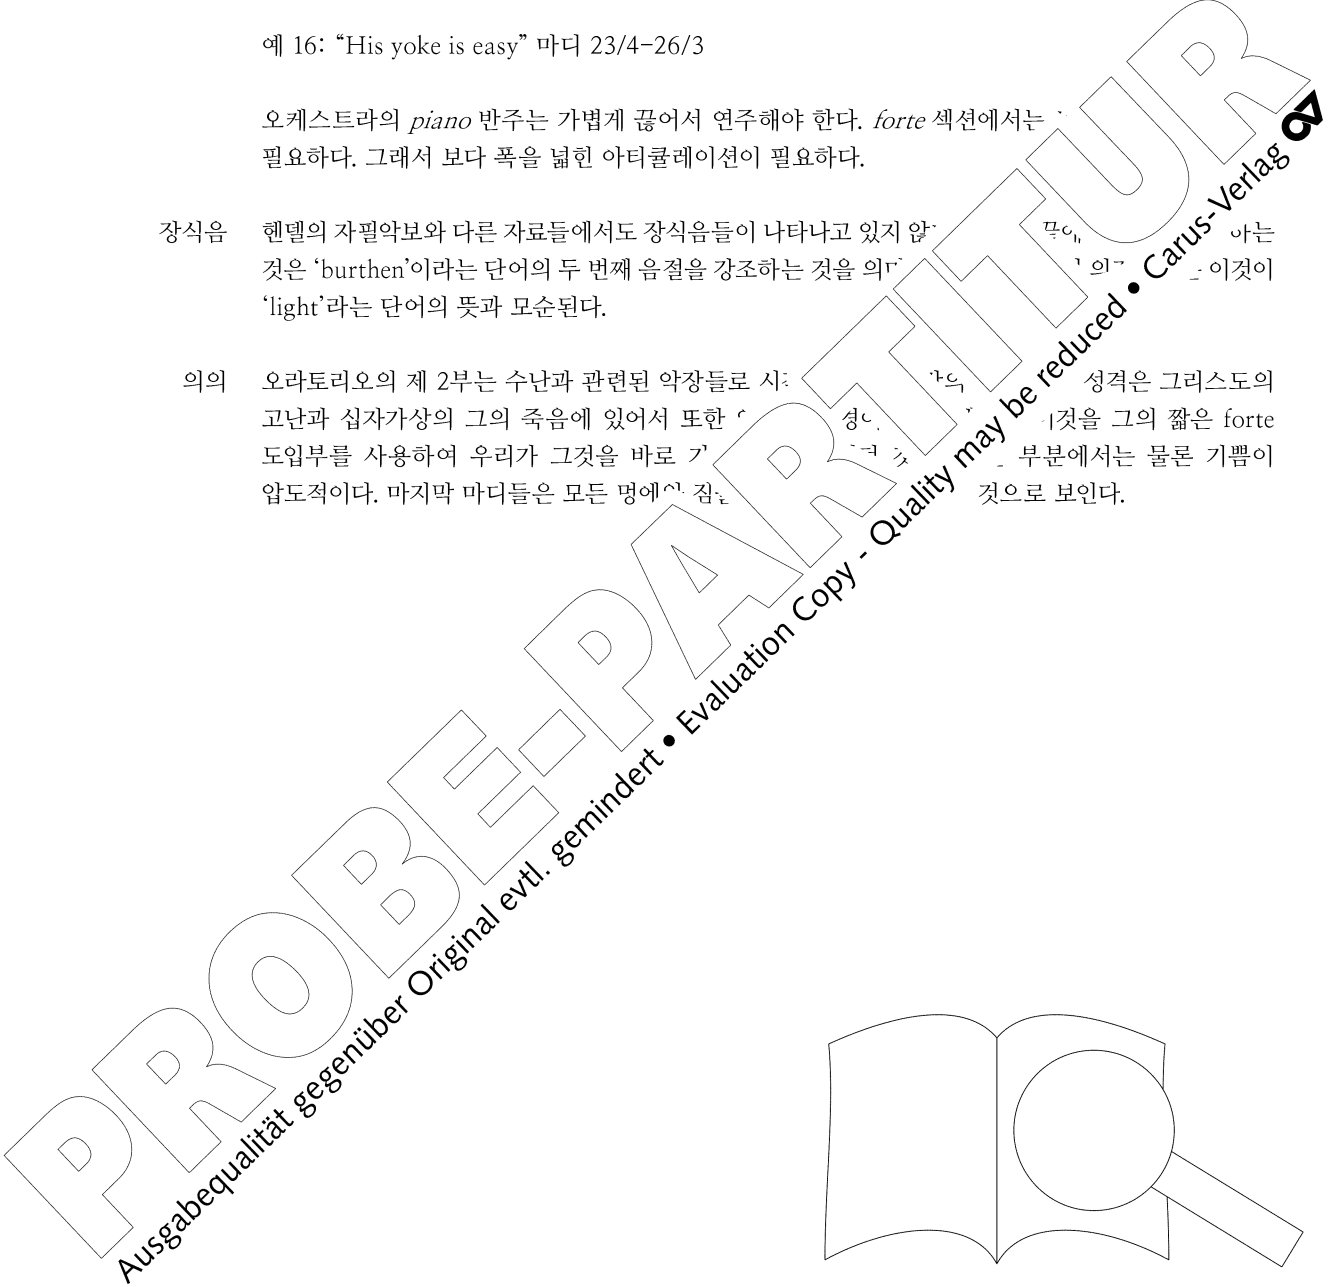 예 16: “His yoke is easy” 마디 23/4–26/3
오케스트라의 piano 반주는 가볍게 끊어서 연주해야 한다. forte 섹션에서는
필요하다. 그래서 보다 폭을 넓힌 아티큘레이션이 필요하다.
장식음 헨델의 자필악보와 다른 자료들에서도 장식음들이 나타나고 있지
것은 ‘burthen’이라는 단어의 두 번째 음절을 강조하는 것을 이것이
‘light’라는 단어의 뜻과 모순된다.
의의 오라토리오의 제 2부는 수난과 관련된 악장들로 성격은 그리스도의
고난과 십자가상의 그의 죽음에 있어서 또한 그의 짧은 forte
도입부를 사용하여 우리가 그것을 바로 부분에서는 물론 기쁨이
압도적이다. 마지막 마디들은 모든 것으로 보인다.
PROBE-PARTITUR
Ausgabequalität gegenüber Original evtl. gemindert • Evaluation Copy - Quality may be reduced • Carus-Verlag